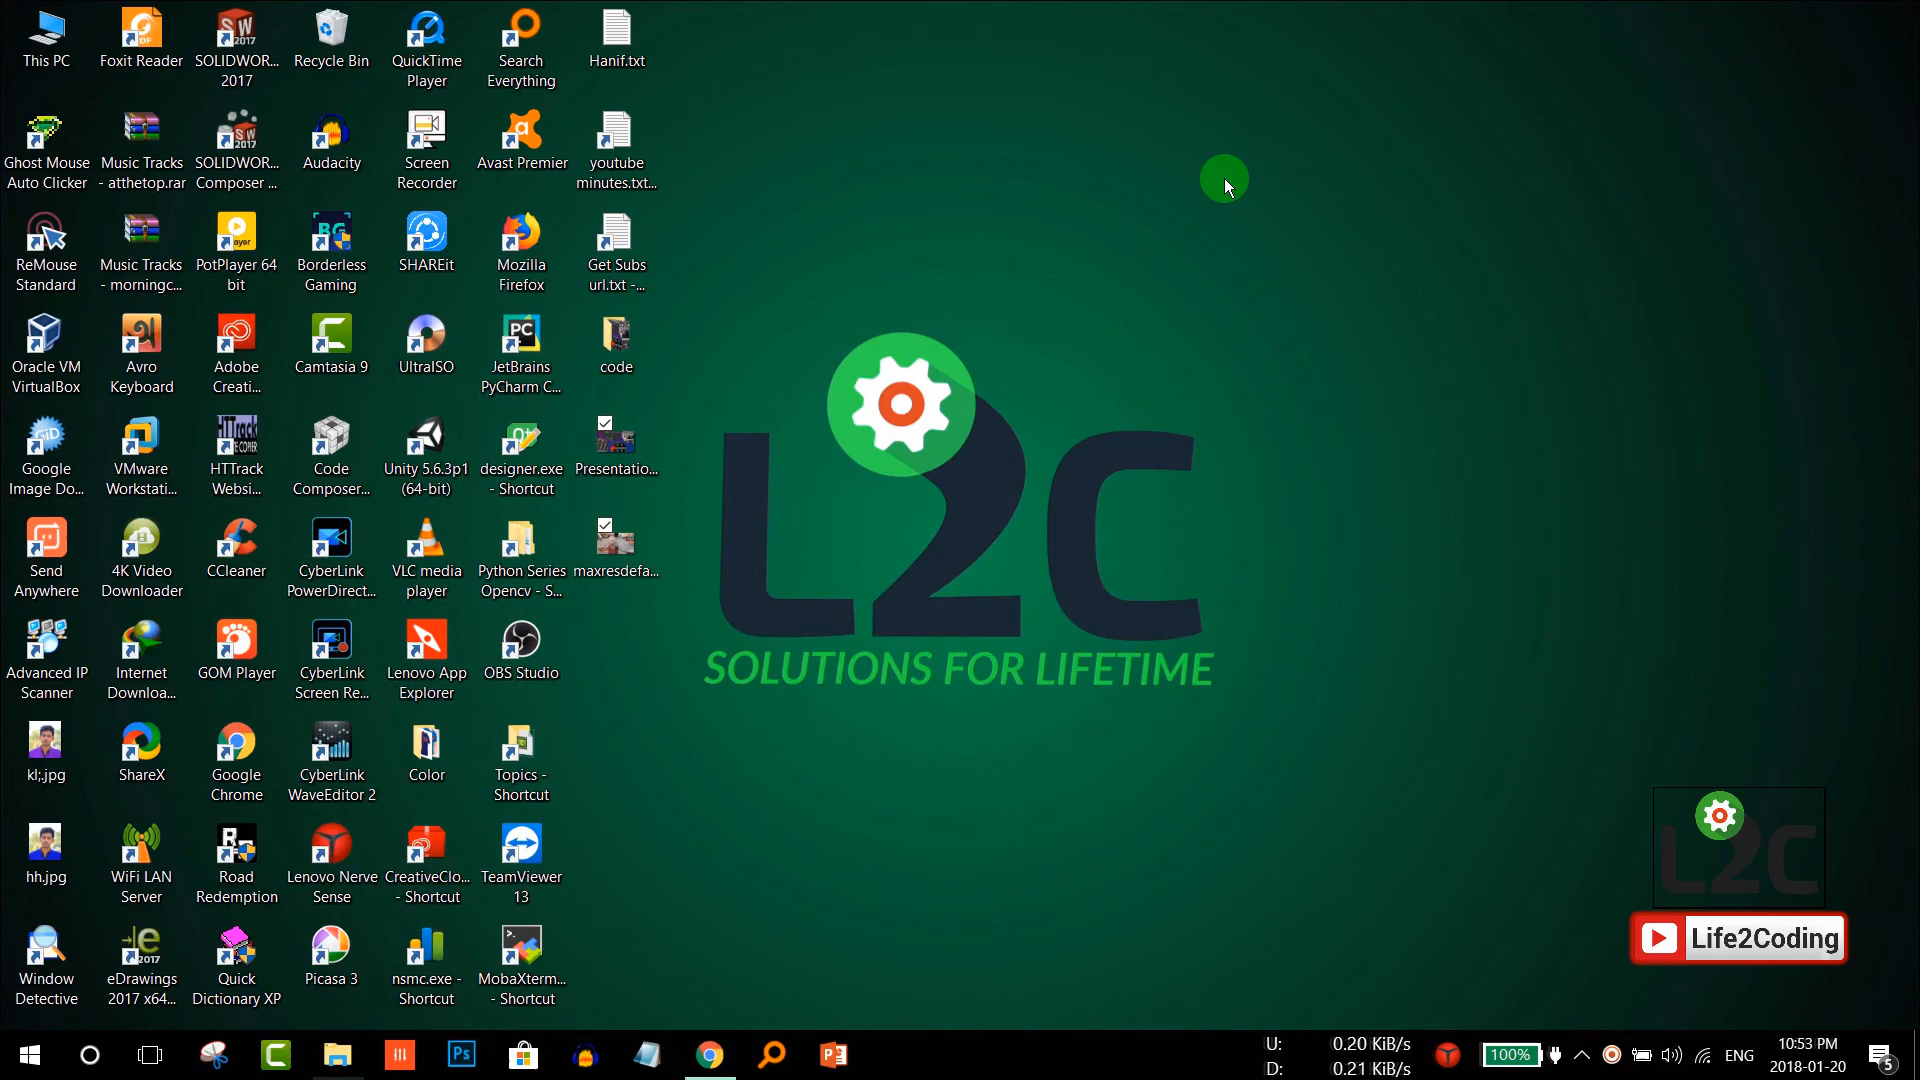 This PC
Foxit Reader
SOLIDWOR...
2017
Recycle Bin
QuickTime
Player
Search
Everything
Hanif.txt
Ghost Mouse
Auto Clicker
Music Tracks
- atthetop.rar
SOLIDWOR...
Composer ...
Audacity
Screen
Recorder
Avast Premier
youtube
minutes.txt...
ReMouse
Standard
Music Tracks
- morningc...
PotPlayer 64
bit
Borderless
Gaming
SHAREit
Mozilla
Firefox
Get Subs
url.txt -...
Oracle VM
VirtualBox
Avro
Keyboard
Adobe
Creati...
Camtasia 9
UltraISO
JetBrains
PyCharm C...
code
Google
Image Do...
VMware
Workstati...
HTTrack
Websi...
Code
Composer...
Unity 5.6.3p1
(64-bit)
designer.exe
- Shortcut
Presentatio...
Send
Anywhere
4K Video
Downloader
CCleaner
CyberLink
PowerDirect...
VLC media
player
Python Series
Opencv - S...
maxresdefa...
Advanced IP
Scanner
Internet
Downloa...
GOM Player
CyberLink
Screen Re...
Lenovo App
Explorer
OBS Studio
kl;.jpg
ShareX
Google
Chrome
CyberLink
WaveEditor 2
Color
Topics -
Shortcut
hh.jpg
WiFi LAN
Server
Road
Redemption
Lenovo Nerve
Sense
CreativeClo...
- Shortcut
TeamViewer
13
Window
Detective
eDrawings
2017 x64...
Quick
Dictionary XP
Picasa 3
nsmc.exe -
Shortcut
MobaXterm...
- Shortcut
L2C
SOLUTIONS FOR LIFETIME
L2C
Life2Coding
U: 0.20 KiB/s
D: 0.21 KiB/s
100%
ENG
10:53 PM
2018-01-20
5